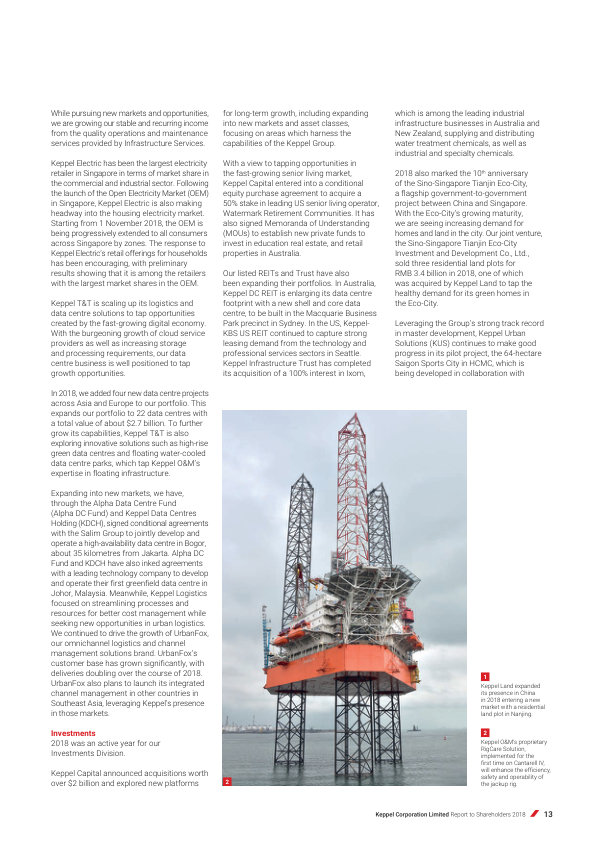 While pursuing new markets and opportunities,
we are growing our stable and recurring income
from the quality operations and maintenance
services provided by Infrastructure Services.
Keppel Electric has been the largest electricity
retailer in Singapore in terms of market share in
the commercial and industrial sector. Following
the launch of the Open Electricity Market (OEM)
in Singapore, Keppel Electric is also making
headway into the housing electricity market.
Starting from 1 November 2018, the OEM is
being progressively extended to all consumers
across Singapore by zones. The response to
Keppel Electric's retail offerings for households
has been encouraging, with preliminary
results showing that it is among the retailers
with the largest market shares in the OEM.
Keppel T&T is scaling up its logistics and
data centre solutions to tap opportunities
created by the fast-growing digital economy.
With the burgeoning growth of cloud service
providers as well as increasing storage
and processing requirements, our data
centre business is well positioned to tap
growth opportunities.
In 2018, we added four new data centre projects
across Asia and Europe to our portfolio. This
expands our portfolio to 22 data centres with
a total value of about $2.7 billion. To further
grow its capabilities, Keppel T&T is also
exploring innovative solutions such as high-rise
green data centres and floating water-cooled
data centre parks, which tap Keppel O&M's
expertise in floating infrastructure.
Expanding into new markets, we have,
through the Alpha Data Centre Fund
(Alpha DC Fund) and Keppel Data Centres
Holding (KDCH), signed conditional agreements
with the Salim Group to jointly develop and
operate a high-availability data centre in Bogor,
about 35 kilometres from Jakarta. Alpha DC
Fund and KDCH have also inked agreements
with a leading technology company to develop
and operate their first greenfield data centre in
Johor, Malaysia. Meanwhile, Keppel Logistics
focused on streamlining processes and
resources for better cost management while
seeking new opportunities in urban logistics.
We continued to drive the growth of UrbanFox,
our omnichannel logistics and channel
management solutions brand. UrbanFox's
customer base has grown significantly, with
deliveries doubling over the course of 2018.
UrbanFox also plans to launch its integrated
channel management in other countries in
Southeast Asia, leveraging Keppel's presence
in those markets.
Investments
2018 was an active year for our
Investments Division.
Keppel Capital announced acquisitions worth
over $2 billion and explored new platforms
for long-term growth, including expanding
into new markets and asset classes,
focusing on areas which harness the
capabilities of the Keppel Group.
With a view to tapping opportunities in
the fast-growing senior living market,
Keppel Capital entered into a conditional
equity purchase agreement to acquire a
50% stake in leading US senior living operator,
Watermark Retirement Communities. It has
also signed Memoranda of Understanding
(MOUs) to establish new private funds to
invest in education real estate, and retail
properties in Australia.
Our listed REITs and Trust have also
been expanding their portfolios. In Australia,
Keppel DC REIT is enlarging its data centre
footprint with a new shell and core data
centre, to be built in the Macquarie Business
Park precinct in Sydney. In the US, Keppel-
KBS US REIT continued to capture strong
leasing demand from the technology and
professional services sectors in Seattle.
Keppel Infrastructure Trust has completed
its acquisition of a 100% interest in Ixom,
which is among the leading industrial
infrastructure businesses in Australia and
New Zealand, supplying and distributing
water treatment chemicals, as well as
industrial and specialty chemicals.
2018 also marked the 10th anniversary
of the Sino-Singapore Tianjin Eco-City,
a flagship government-to-government
project between China and Singapore.
With the Eco-City's growing maturity,
we are seeing increasing demand for
homes and land in the city. Our joint venture,
the Sino-Singapore Tianjin Eco-City
Investment and Development Co., Ltd.,
sold three residential land plots for
RMB 3.4 billion in 2018, one of which
was acquired by Keppel Land to tap the
healthy demand for its green homes in
the Eco-City.
Leveraging the Group's strong track record
in master development, Keppel Urban
Solutions (KUS) continues to make good
progress in its pilot project, the 64-hectare
Saigon Sports City in HCMC, which is
being developed in collaboration with
2
1
Keppel Land expanded
its presence in China
in 2018 entering a new
market with a residential
land plot in Nanjing.
2
Keppel O&M's proprietary
RigCare Solution,
implemented for the
first time on Cantarell IV,
will enhance the efficiency,
safety and operability of
the jackup rig.
Keppel Corporation Limited Report to Shareholders 2018 13